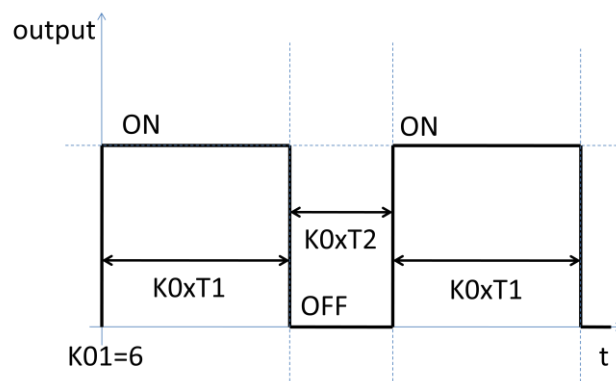 output
ON
ON
K0xT2
K0xT1
K0xT1
OFF
K01=6
t